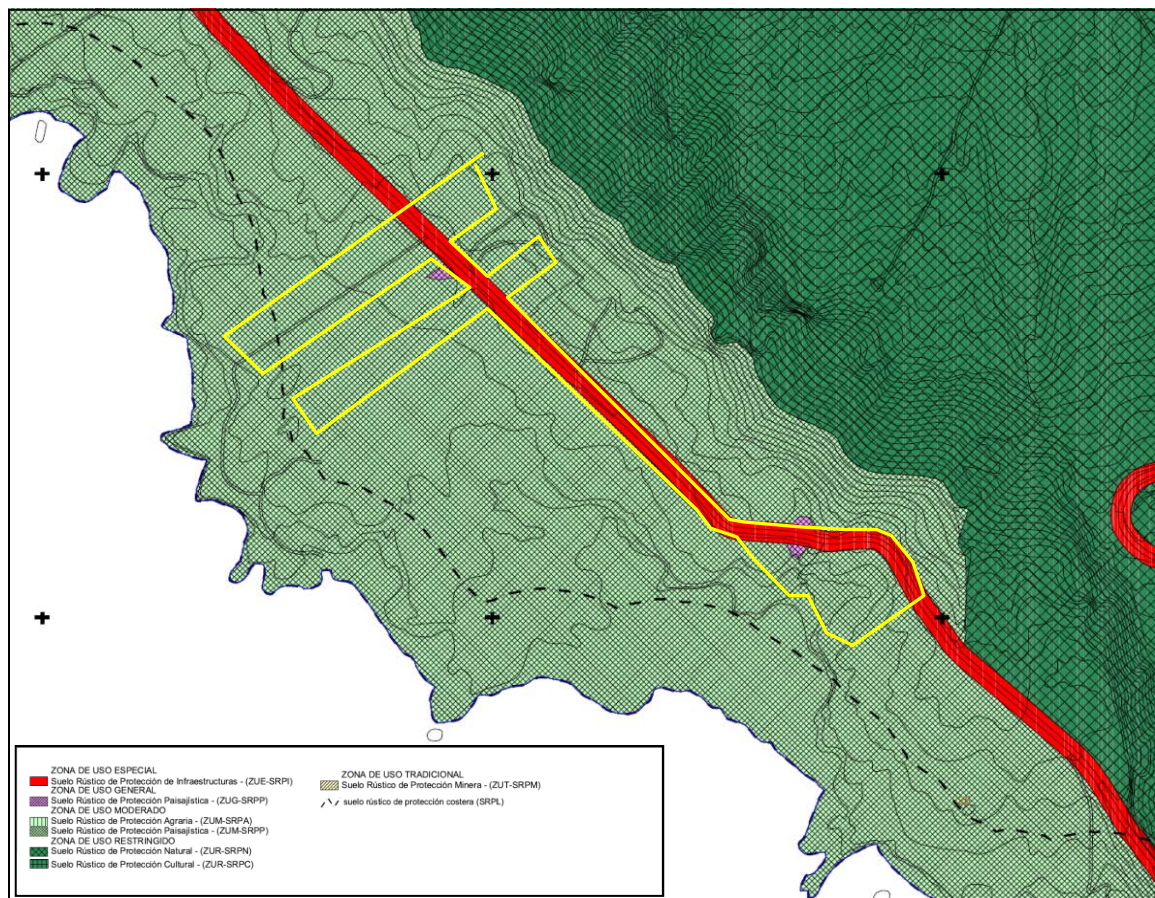 ZONA DE USO ESPECIAL
Suelo Rústico de Protección de Infraestructuras - (ZUE-SRPI)
ZONA DE USO GENERAL
Suelo Rústico de Protección Paisajística - (ZUG-SRPP)
ZONA DE USO MODERADO
Suelo Rústico de Protección Agraria - (ZUM-SRPA)
Suelo Rústico de Protección Paisajística - (ZUM-SRPP)
ZONA DE USO RESTRINGIDO
Suelo Rústico de Protección Natural - (ZUR-SRPN)
Suelo Rústico de Protección Cultural - (ZUR-SRPC)
ZONA DE USO TRADICIONAL
Suelo Rústico de Protección Minera - (ZUT-SRPM)
suelo rústico de protección costera (SRPL)